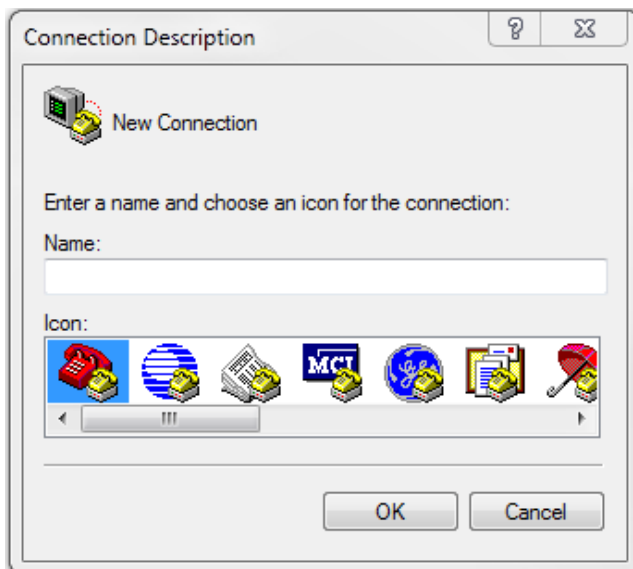 Connection Description
New Connection
Enter a name and choose an icon for the connection:
Name:
Icon:
MCI
OK
Cancel